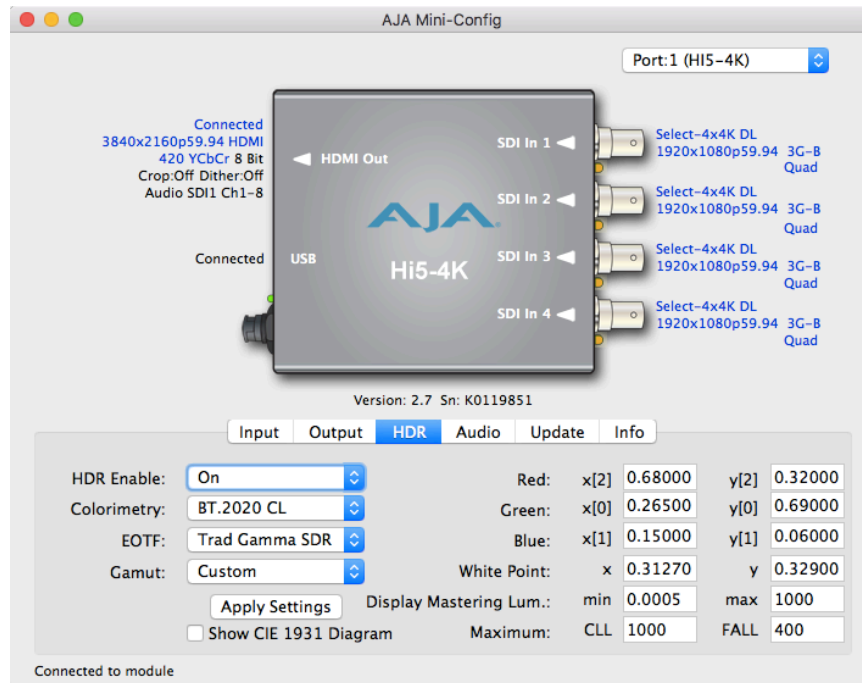 AJA Mini-Config
Port:1 (HI5-4K)
Connected
3840x2160p59.94 HDMI
420 YCbCr 8 Bit
Crop:Off Dither:Off
Audio SDI1 Ch1-8
Connected
HDMI Out
USB
AJA
Hi5-4K
SDI In 1
SDI In 2
SDI In 3
SDI In 4
Select-4x4K DL
1920x1080p59.94 3G-B
Quad
Select-4x4K DL
1920x1080p59.94 3G-B
Quad
Select-4x4K DL
1920x1080p59.94 3G-B
Quad
Select-4x4K DL
1920x1080p59.94 3G-B
Quad
Version: 2.7 Sn: K0119851
Input Output HDR Audio Update Info
HDR Enable: On Red: x[2] 0.68000 y[2] 0.32000
Colorimetry: BT.2020 CL Green: x[0] 0.26500 y[0] 0.69000
EOTF: Trad Gamma SDR Blue: x[1] 0.15000 y[1] 0.06000
Gamut: Custom White Point: x 0.31270 y 0.32900
Apply Settings Display Mastering Lum.: min 0.0005 max 1000
Show CIE 1931 Diagram Maximum: CLL 1000 FALL 400
Connected to module